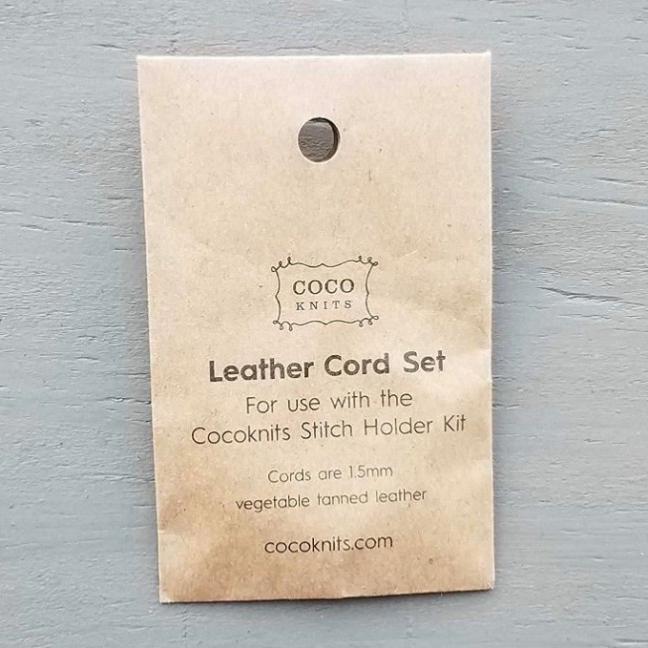 COCO
KNITS
Leather Cord Set
For use with the
Cocoknits Stitch Holder Kit
Cords are 1.5mm
vegetable tanned leather
cocoknits.com